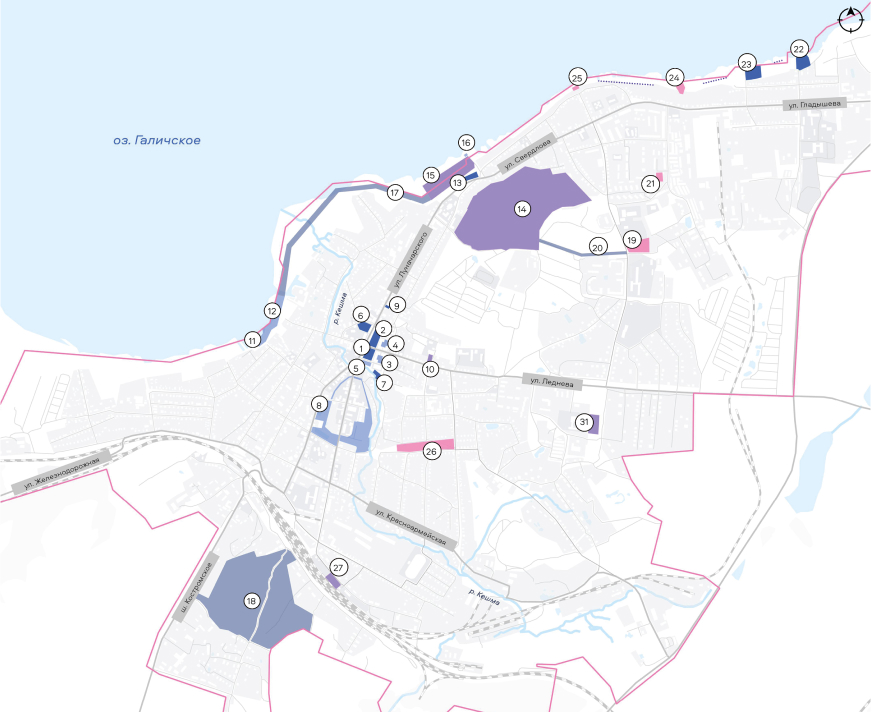 22
23
25
24
ул. Гладышева
оз. Галичское
16
ул. Свердлова
15
13
21
17
14
19
20
ул. Луначарского
р. Кешма
9
12
6
2
11
1
4
5
3
10
7
ул. Леднева
8
31
26
ул. Железнодорожная
ул. Красноармейская
27
ш. Костромское
18
р. Кешма